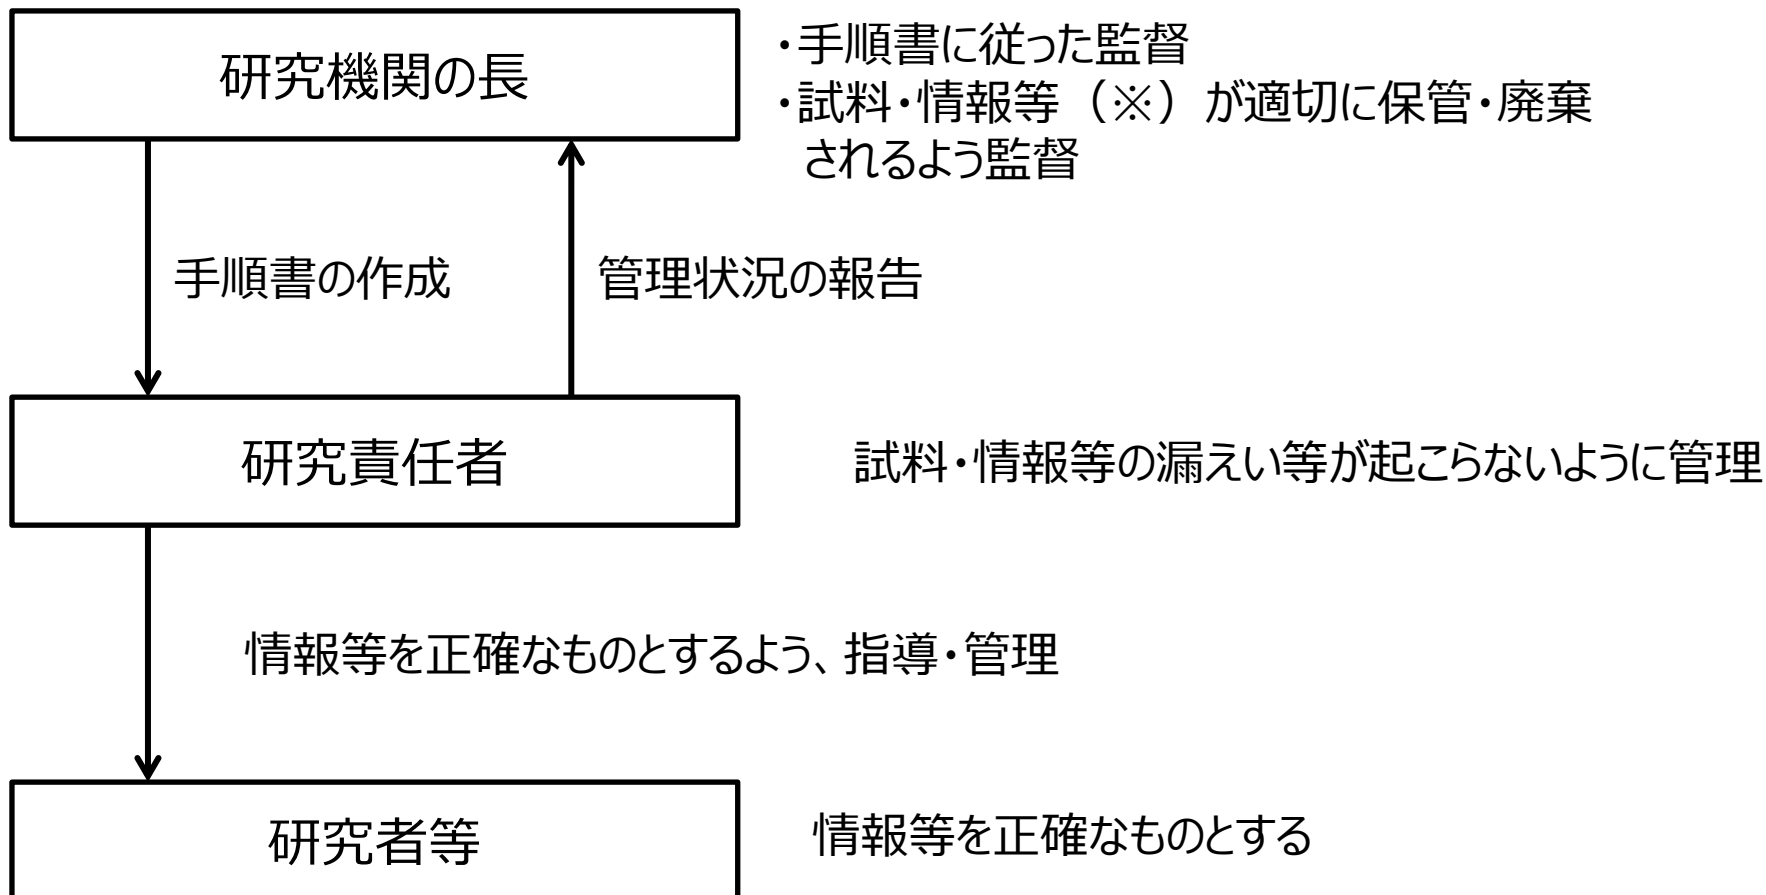 研究機関の長
・手順書に従った監督
・試料・情報等（※）が適切に保管・廃棄
されるよう監督
手順書の作成
管理状況の報告
研究責任者
試料・情報等の漏えい等が起こらないように管理
情報等を正確なものとするよう、指導・管理
研究者等
情報等を正確なものとする